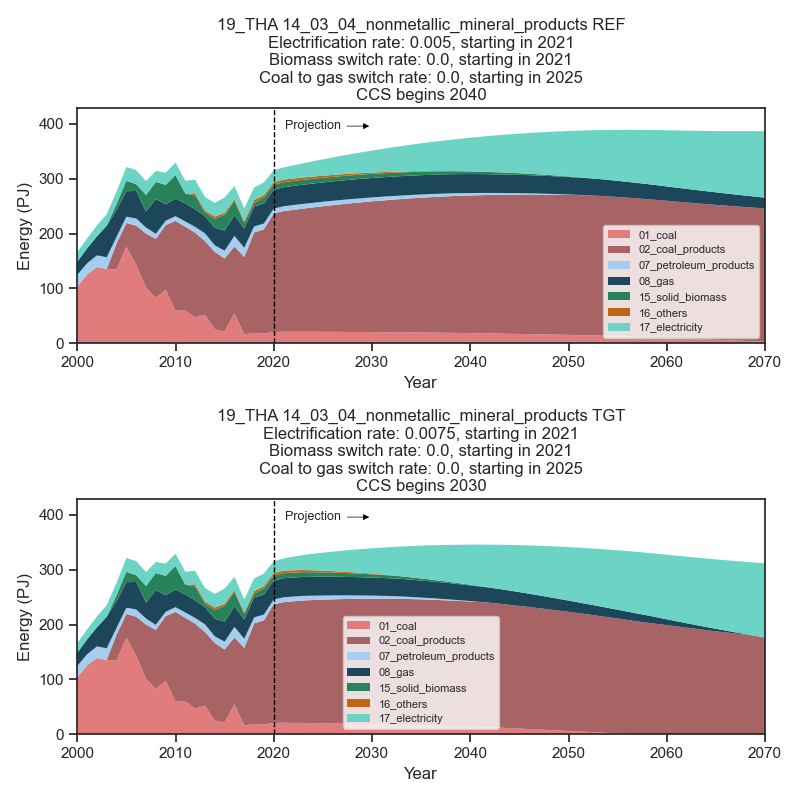 19_THA 14_03_04_nonmetallic_mineral_products REF
Electrification rate: 0.005, starting in 2021
Biomass switch rate: 0.0, starting in 2021
Coal to gas switch rate: 0.0, starting in 2025
CCS begins 2040
Energy (PJ)
400
300
200
100
0
Projection
01_coal
02_coal_products
07_petroleum_products
08_gas
15_solid_biomass
16_others
17_electricity
2000 2010 2020 2030 2040 2050 2060 2070
Year
19_THA 14_03_04_nonmetallic_mineral_products TGT
Electrification rate: 0.0075, starting in 2021
Biomass switch rate: 0.0, starting in 2021
Coal to gas switch rate: 0.0, starting in 2025
CCS begins 2030
Energy (PJ)
400
300
200
100
0
Projection
01_coal
02_coal_products
07_petroleum_products
08_gas
15_solid_biomass
16_others
17_electricity
2000 2010 2020 2030 2040 2050 2060 2070
Year